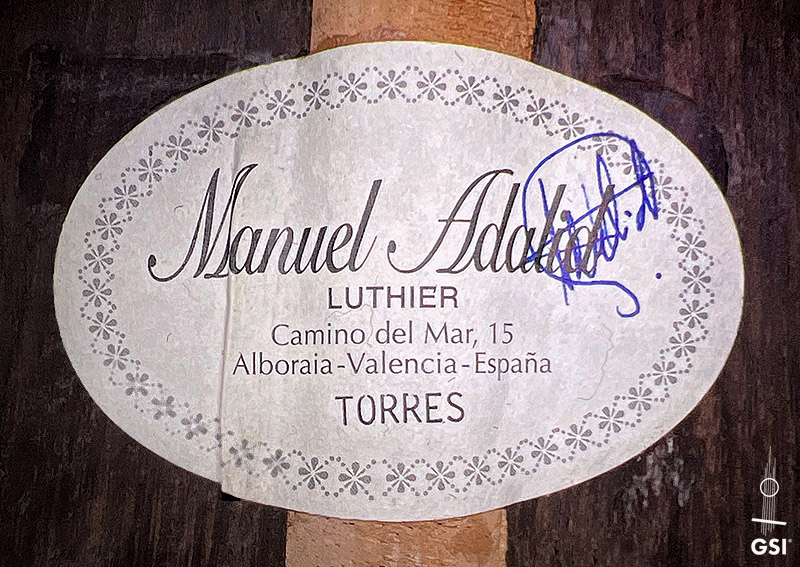 Manuel Adalid
LUTHIER
Camino del Mar, 15
Alboraia-Valencia-España
TORRES
GSI